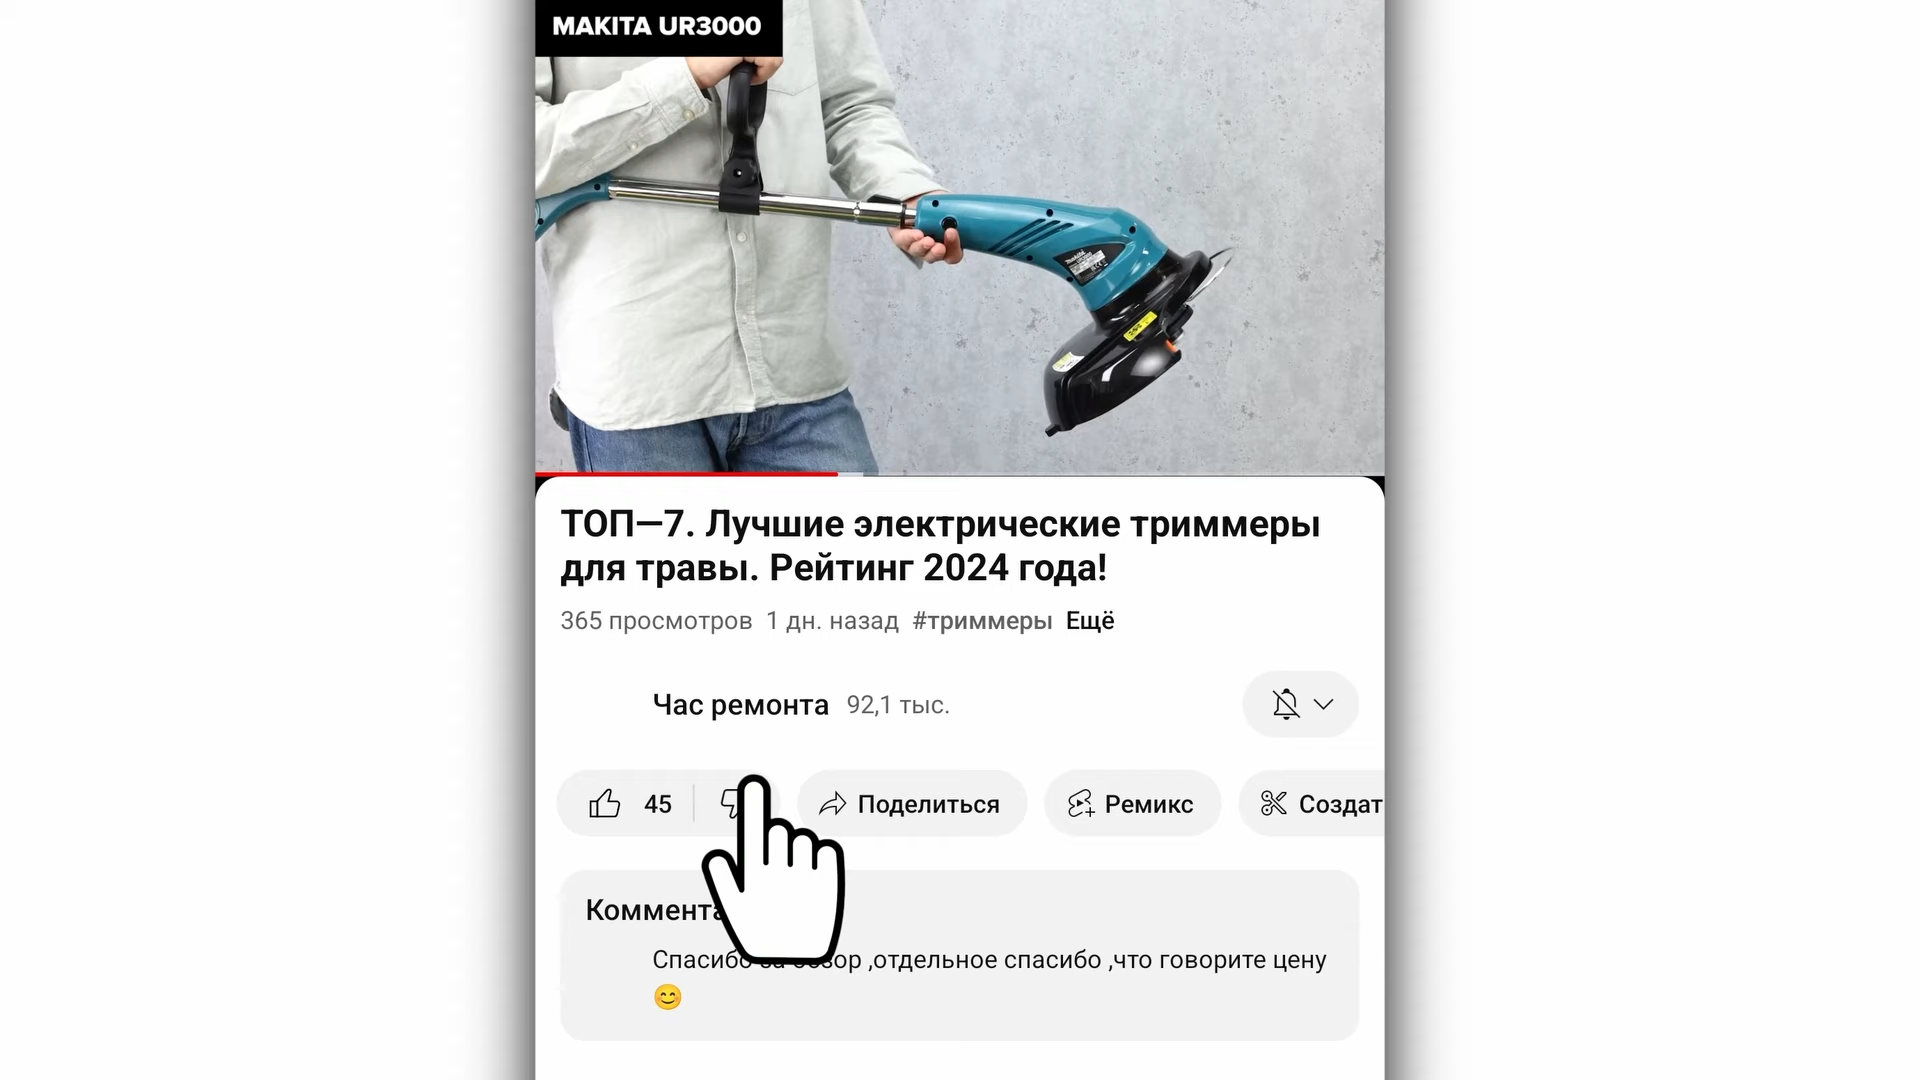 MAKITA UR3000
ТОП—7. Лучшие электрические триммеры
для травы. Рейтинг 2024 года!
365 просмотров 1 дн. назад #триммеры Ещё
Час ремонта 92,1 тыс.
45 Поделиться Ремикс Создат
Коммента
Спасибо за обзор ,отдельное спасибо ,что говорите цену
😊